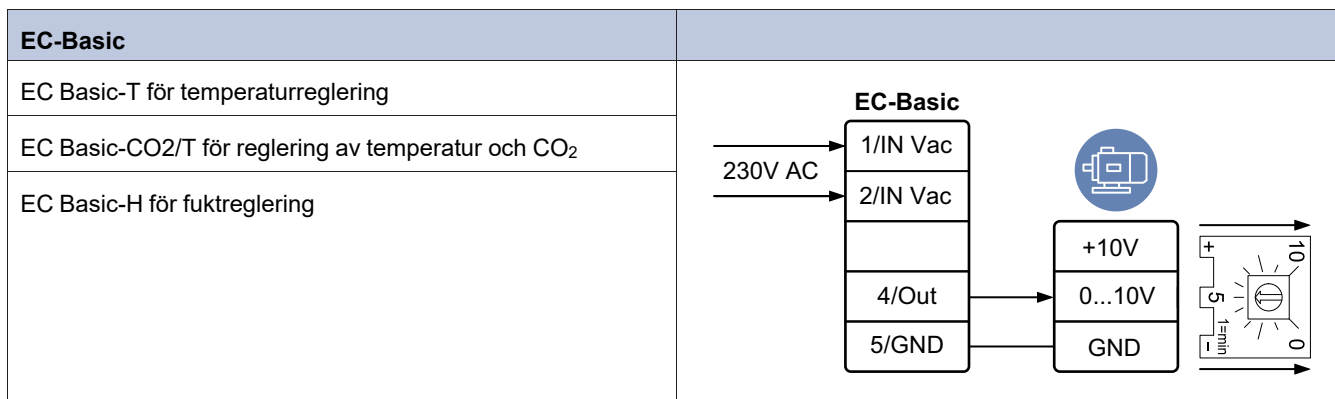 EC-Basic
EC Basic-T för temperaturreglering
EC Basic-CO2/T för reglering av temperatur och CO₂
EC Basic-H för fuktreglering
EC-Basic
230V AC
1/IN Vac
2/IN Vac
4/Out
5/GND
+10V
0...10V
GND
+
5
-
1=min
10
0